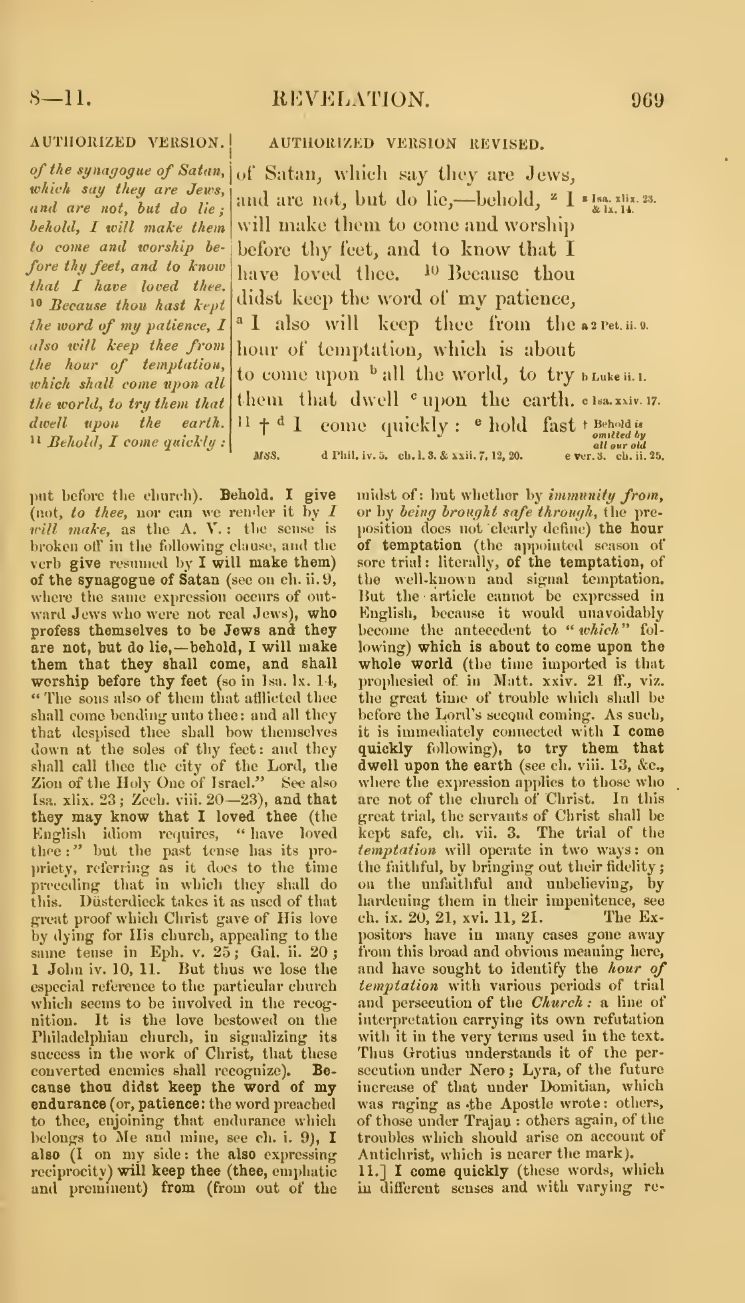 8—11.
REVELATION.
969
AUTHORIZED VERSION.
of the synagogue of Satan,
which say they are Jews,
and are not, but do lie;
behold, I will make them
to come and worship be-
fore thy feet, and to know
that I have loved thee.
10 Because thou hast kept
the word of my patience, I
also will keep thee from
the hour of temptation,
which shall come upon all
the world, to try them that
dwell upon the earth.
11 Behold, I come quickly:
AUTHORIZED VERSION REVISED.
of Satan, which say they are Jews,
and are not, but do lie,—behold, z I
will make them to come and worship
before thy feet, and to know that I
have loved thee. 10 Because thou
didst keep the word of my patience,
a I also will keep thee from the
hour of temptation, which is about
to come upon b all the world, to try
them that dwell c upon the earth.
11 † d I come quickly: e hold fast
z Isa. xlix. 23.
& lx. 14.
a 2 Pet. ii. 9.
b Luke ii. 1.
c Isa. xxiv. 17.
† Behold is
omitted by
all our old
MSS. d Phil. iv. 5. ch. i. 3. & xxii. 7, 12, 20. e ver. 3. ch. ii. 25.
put before the church). Behold. I give
(not, to thee, nor can we render it by I
will make, as the A. V.: the sense is
broken off in the following clause, and the
verb give resumed by I will make them)
of the synagogue of Satan (see on ch. ii. 9,
where the same expression occurs of out-
ward Jews who were not real Jews), who
profess themselves to be Jews and they
are not, but do lie,—behold, I will make
them that they shall come, and shall
worship before thy feet (so in Isa. lx. 14,
“The sons also of them that afflicted thee
shall come bending unto thee: and all they
that despised thee shall bow themselves
down at the soles of thy feet: and they
shall call thee the city of the Lord, the
Zion of the Holy One of Israel.” See also
Isa. xlix. 23; Zech. viii. 20—23), and that
they may know that I loved thee (the
English idiom requires, “have loved
thee:” but the past tense has its pro-
priety, referring as it does to the time
preceding that in which they shall do
this. Düsterdieck takes it as used of that
great proof which Christ gave of His love
by dying for His church, appealing to the
same tense in Eph. v. 25; Gal. ii. 20;
1 John iv. 10, 11. But thus we lose the
especial reference to the particular church
which seems to be involved in the recog-
nition. It is the love bestowed on the
Philadelphian church, in signalizing its
success in the work of Christ, that these
converted enemies shall recognize). Be-
cause thou didst keep the word of my
endurance (or, patience: the word preached
to thee, enjoining that endurance which
belongs to Me and mine, see ch. i. 9), I
also (I on my side: the also expressing
reciprocity) will keep thee (thee, emphatic
and prominent) from (from out of the
midst of: but whether by immunity from,
or by being brought safe through, the pre-
position does not clearly define) the hour
of temptation (the appointed season of
sore trial: literally, of the temptation, of
the well-known and signal temptation.
But the article cannot be expressed in
English, because it would unavoidably
become the antecedent to “which” fol-
lowing) which is about to come upon the
whole world (the time imported is that
prophesied of in Matt. xxiv. 21 ff., viz.
the great time of trouble which shall be
before the Lord's second coming. As such,
it is immediately connected with I come
quickly following), to try them that
dwell upon the earth (see ch. viii. 13, &c.,
where the expression applies to those who
are not of the church of Christ. In this
great trial, the servants of Christ shall be
kept safe, ch. vii. 3. The trial of the
temptation will operate in two ways: on
the faithful, by bringing out their fidelity;
on the unfaithful and unbelieving, by
hardening them in their impenitence, see
ch. ix. 20, 21, xvi. 11, 21. The Ex-
positors have in many cases gone away
from this broad and obvious meaning here,
and have sought to identify the hour of
temptation with various periods of trial
and persecution of the Church: a line of
interpretation carrying its own refutation
with it in the very terms used in the text.
Thus Grotius understands it of the per-
secution under Nero; Lyra, of the future
increase of that under Domitian, which
was raging as the Apostle wrote: others,
of those under Trajan: others again, of the
troubles which should arise on account of
Antichrist, which is nearer the mark).
11.] I come quickly (these words, which
in different senses and with varying re-